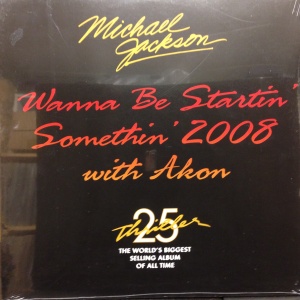 Michael
Jackson
Wanna Be Startin'
Somethin' 2008
with Akon
25
thriller
THE WORLD'S BIGGEST
SELLING ALBUM
OF ALL TIME